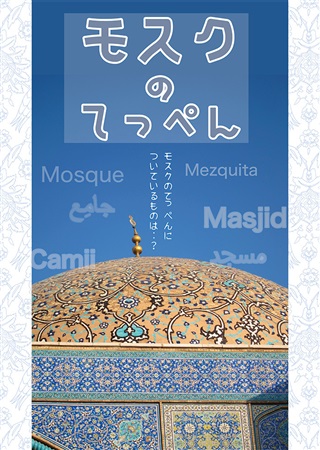 モスク
の
てっぺん
モスクのてっぺんに
ついているものは…？
Mosque
Mezquita
جامع
Masjid
Camii
مسجد